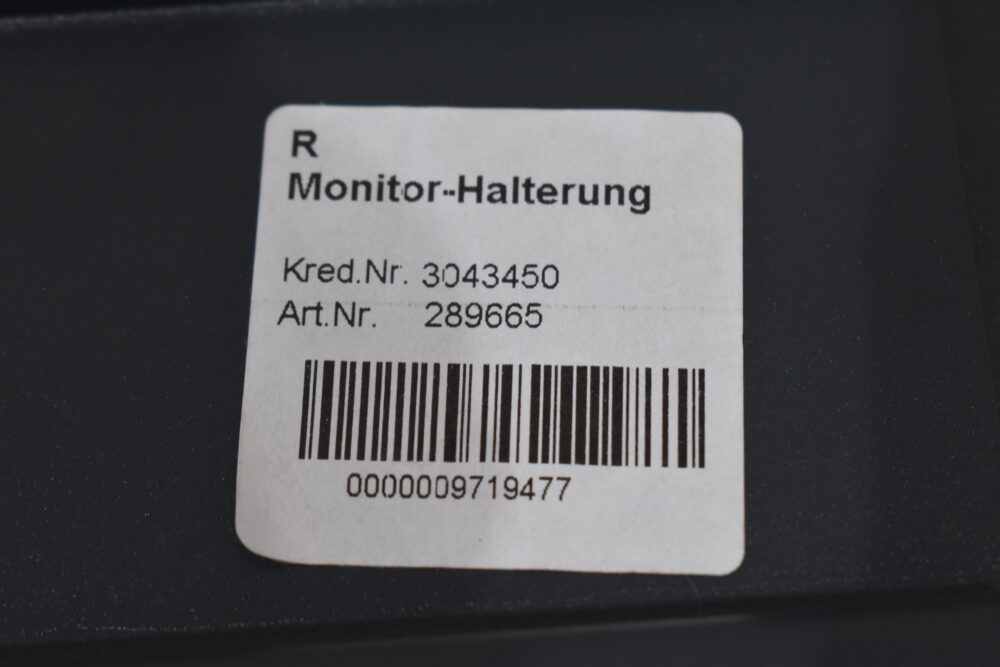 R
Monitor-Halterung
Kred.Nr. 3043450
Art.Nr. 289665
0000009719477